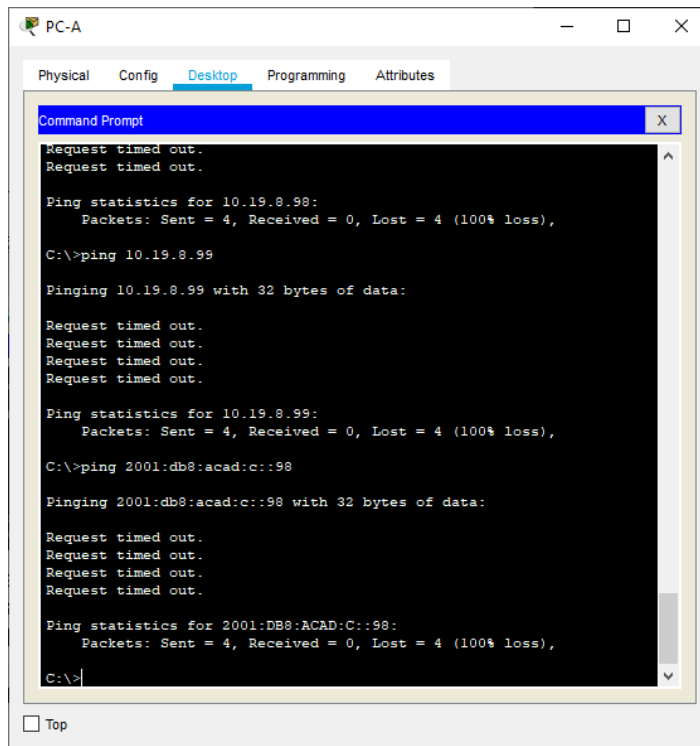 PC-A
Physical Config Desktop Programming Attributes
Command Prompt X
Request timed out.
Request timed out.
Ping statistics for 10.19.8.98:
Packets: Sent = 4, Received = 0, Lost = 4 (100% loss),
C:\>ping 10.19.8.99
Pinging 10.19.8.99 with 32 bytes of data:
Request timed out.
Request timed out.
Request timed out.
Request timed out.
Ping statistics for 10.19.8.99:
Packets: Sent = 4, Received = 0, Lost = 4 (100% loss),
C:\>ping 2001:db8:acad:c::98
Pinging 2001:db8:acad:c::98 with 32 bytes of data:
Request timed out.
Request timed out.
Request timed out.
Request timed out.
Ping statistics for 2001:DB8:ACAD:C::98:
Packets: Sent = 4, Received = 0, Lost = 4 (100% loss),
C:\>
Top